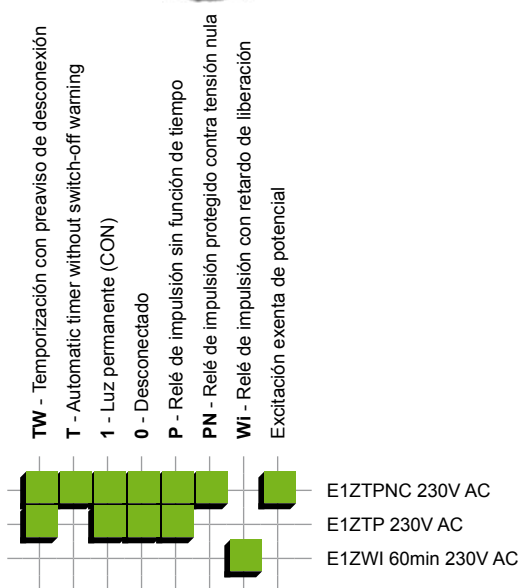 TW - Temporización con preaviso de desconexión
T - Automatic timer without switch-off warning
1 - Luz permanente (CON)
0 - Desconectado
P - Relé de impulsión sin función de tiempo
PN - Relé de impulsión protegido contra tensión nula
Wi - Relé de impulsión con retardo de liberación
Excitación exenta de potencial
E1ZTPNC 230V AC
E1ZTP 230V AC
E1ZWI 60min 230V AC